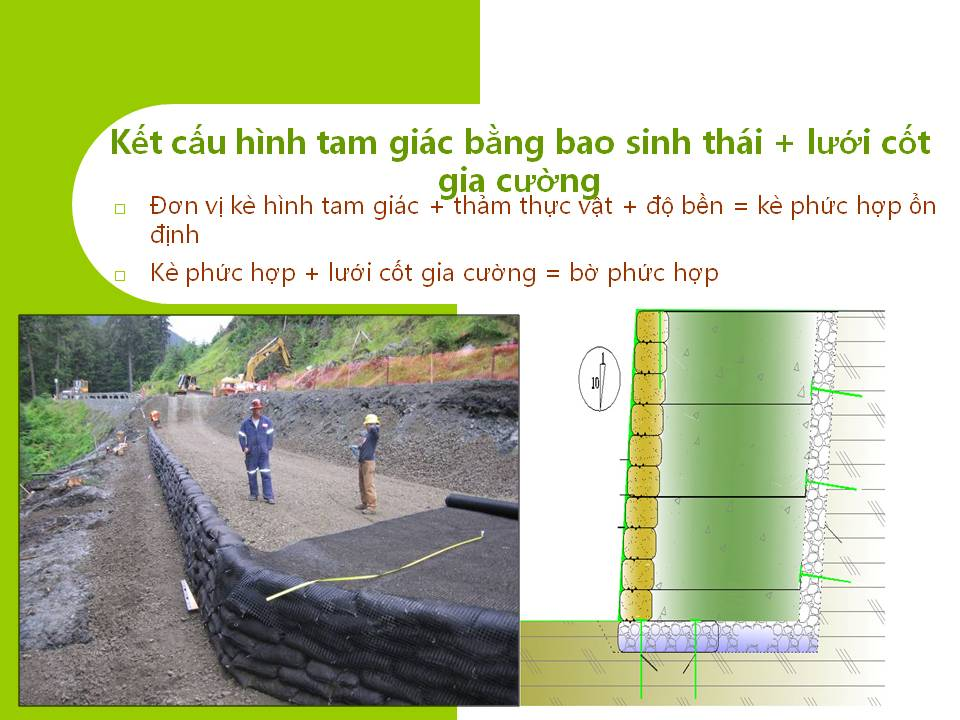 Kết cấu hình tam giác bằng bao sinh thái + lưới cốt
gia cường
Đơn vị kè hình tam giác + thảm thực vật + độ bền = kè phức hợp ổn
định
Kè phức hợp + lưới cốt gia cường = bờ phức hợp
10